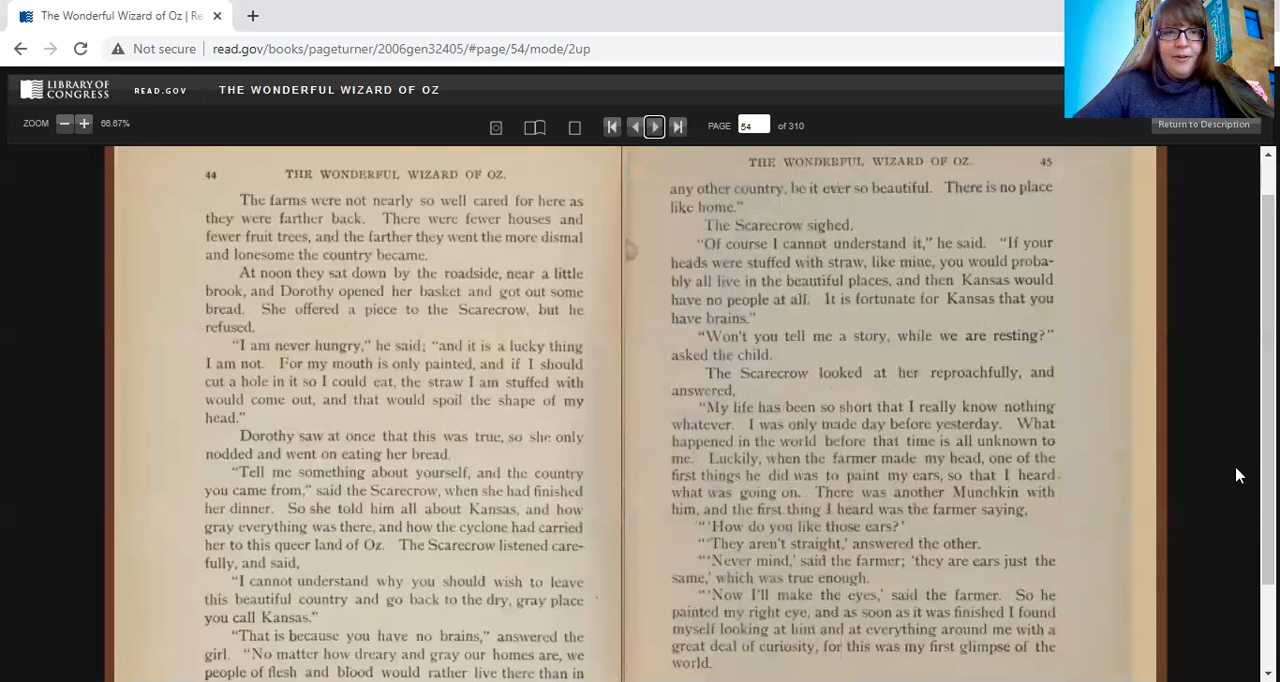 The Wonderful Wizard of Oz | Re
Not secure
read.gov/books/pageturner/2006gen32405/#page/54/mode/2up
LIBRARY OF
CONGRESS
READ.GOV
THE WONDERFUL WIZARD OF OZ
ZOOM
66.67%
PAGE
54
of 310
Return to Description
44
THE WONDERFUL WIZARD OF OZ.
The farms were not nearly so well cared for here as
they were farther back. There were fewer houses and
fewer fruit trees, and the farther they went the more dismal
and lonesome the country became.
At noon they sat down by the roadside, near a little
brook, and Dorothy opened her basket and got out some
bread. She offered a piece to the Scarecrow, but he
refused.
"I am never hungry," he said; "and it is a lucky thing
I am not. For my mouth is only painted, and if I should
cut a hole in it so I could eat, the straw I am stuffed with
would come out, and that would spoil the shape of my
head."
Dorothy saw at once that this was true, so she only
nodded and went on eating her bread.
"Tell me something about yourself, and the country
you came from," said the Scarecrow, when she had finished
her dinner. So she told him all about Kansas, and how
gray everything was there, and how the cyclone had carried
her to this queer land of Oz. The Scarecrow listened care-
fully, and said,
"I cannot understand why you should wish to leave
this beautiful country and go back to the dry, gray place
you call Kansas."
"That is because you have no brains," answered the
girl. "No matter how dreary and gray our homes are, we
people of flesh and blood would rather live there than in
THE WONDERFUL WIZARD OF OZ.
45
any other country, be it ever so beautiful. There is no place
like home."
The Scarecrow sighed.
"Of course I cannot understand it," he said. "If your
heads were stuffed with straw, like mine, you would proba-
bly all live in the beautiful places, and then Kansas would
have no people at all. It is fortunate for Kansas that you
have brains."
"Won't you tell me a story, while we are resting?"
asked the child.
The Scarecrow looked at her reproachfully, and
answered,
"My life has been so short that I really know nothing
whatever. I was only made day before yesterday. What
happened in the world before that time is all unknown to
me. Luckily, when the farmer made my head, one of the
first things he did was to paint my ears, so that I heard
what was going on. There was another Munchkin with
him, and the first thing I heard was the farmer saying,
"'How do you like those ears?'
"'They aren't straight,' answered the other.
"'Never mind,' said the farmer; 'they are ears just the
same,' which was true enough.
"'Now I'll make the eyes,' said the farmer. So he
painted my right eye, and as soon as it was finished I found
myself looking at him and at everything around me with a
great deal of curiosity, for this was my first glimpse of the
world.